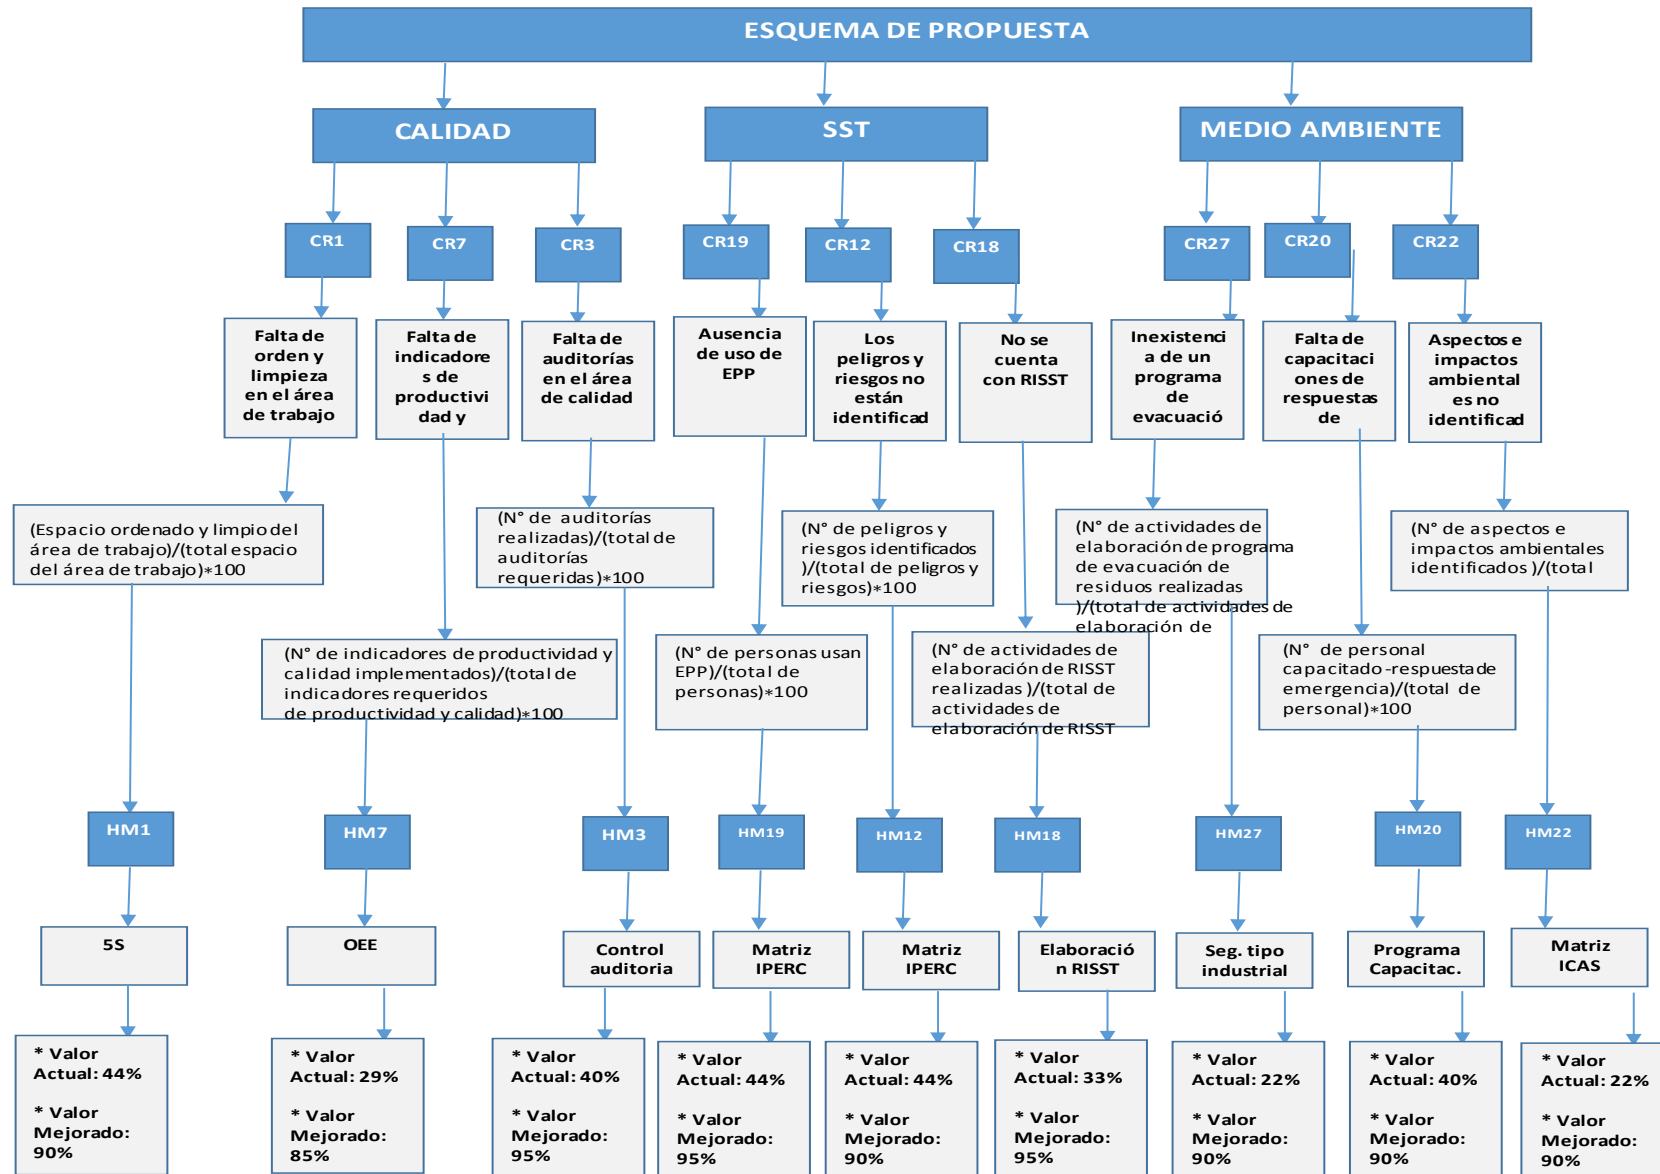 ESQUEMA DE PROPUESTA
CALIDAD
SST
MEDIO AMBIENTE
CR1
CR7
CR3
CR19
CR12
CR18
CR27
CR20
CR22
Falta de
orden y
limpieza
en el área
de trabajo
Falta de
indicadore
s de
productivi
dad y
Falta de
auditorías
en el área
de calidad
Ausencia
de uso de
EPP
Los
peligros y
riesgos no
están
identificad
No se
cuenta
con RISST
Inexistenci
a de un
programa
de
evacuació
Falta de
capacitaci
ones de
respuestas
de
Aspectos e
impactos
ambiental
es no
identificad
(Espacio ordenado y limpio del
área de trabajo)/(total espacio
del área de trabajo)*100
(N° de indicadores de productividad y
calidad implementados)/(total de
indicadores requeridos
de productividad y calidad)*100
(N° de auditorías
realizadas)/(total de
auditorías
requeridas)*100
(N° de personas usan
EPP)/(total de
personas)*100
(N° de peligros y
riesgos identificados
)/(total de peligros y
riesgos)*100
(N° de actividades de
elaboración de RISST
realizadas )/(total de
actividades de
elaboración de RISST
(N° de actividades de
elaboración de programa
de evacuación de
residuos realizadas
)/(total de actividades de
elaboración de
(N° de personal
capacitado -respuesta de
emergencia)/(total de
personal)*100
(N° de aspectos e
impactos ambientales
identificados )/(total
HM1
HM7
HM3
HM19
HM12
HM18
HM27
HM20
HM22
5S
OEE
Control
auditoria
Matriz
IPERC
Matriz
IPERC
Elaboració
n RISST
Seg. tipo
industrial
Programa
Capacitac.
Matriz
ICAS
* Valor
Actual: 44%
* Valor
Mejorado:
90%
* Valor
Actual: 29%
* Valor
Mejorado:
85%
* Valor
Actual: 40%
* Valor
Mejorado:
95%
* Valor
Actual: 44%
* Valor
Mejorado:
95%
* Valor
Actual: 44%
* Valor
Mejorado:
90%
* Valor
Actual: 33%
* Valor
Mejorado:
95%
* Valor
Actual: 22%
* Valor
Mejorado:
90%
* Valor
Actual: 40%
* Valor
Mejorado:
90%
* Valor
Actual: 22%
* Valor
Mejorado:
90%